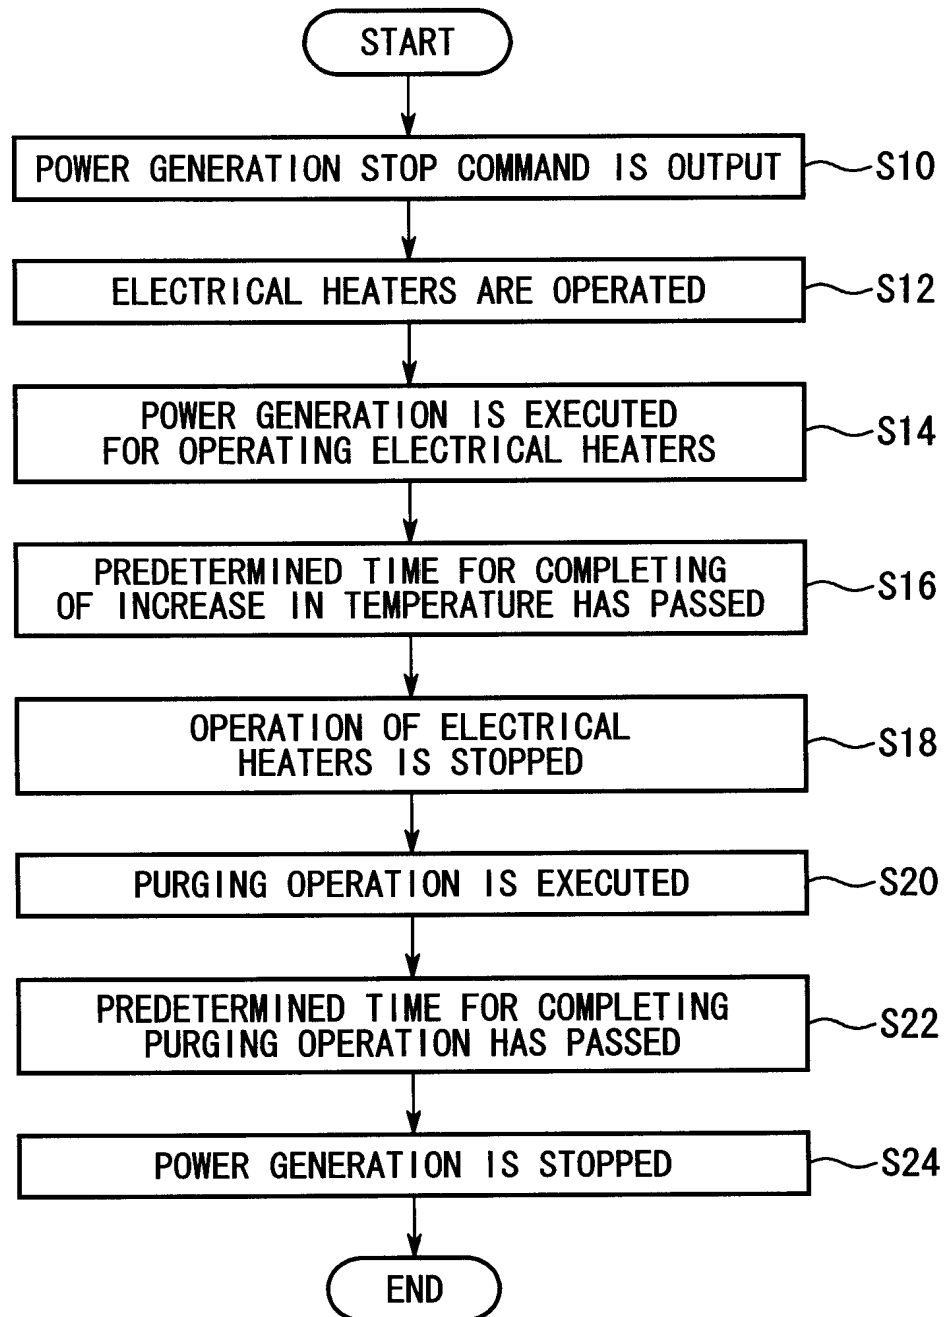 START
POWER GENERATION STOP COMMAND IS OUTPUT
S10
ELECTRICAL HEATERS ARE OPERATED
S12
POWER GENERATION IS EXECUTED
FOR OPERATING ELECTRICAL HEATERS
S14
PREDETERMINED TIME FOR COMPLETING
OF INCREASE IN TEMPERATURE HAS PASSED
S16
OPERATION OF ELECTRICAL
HEATERS IS STOPPED
S18
PURGING OPERATION IS EXECUTED
S20
PREDETERMINED TIME FOR COMPLETING
PURGING OPERATION HAS PASSED
S22
POWER GENERATION IS STOPPED
S24
END